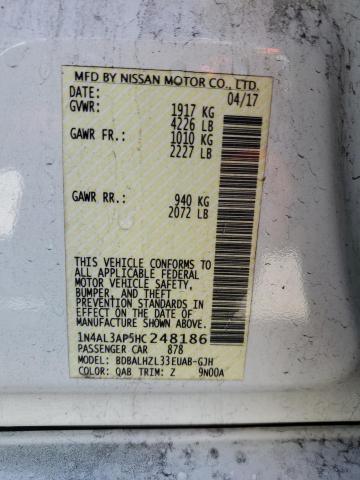 MFD BY NISSAN MOTOR CO., LTD.
DATE: 04/17
GVWR: 1917 KG
4226 LB
GAWR FR.: 1010 KG
2227 LB
GAWR RR.: 940 KG
2072 LB
THIS VEHICLE CONFORMS TO
ALL APPLICABLE FEDERAL
MOTOR VEHICLE SAFETY,
BUMPER, AND THEFT
PREVENTION STANDARDS IN
EFFECT ON THE DATE OF
MANUFACTURE SHOWN ABOVE.
1N4AL3AP5HC248186
PASSENGER CAR 878
MODEL: BDBALHZL33EUAB-GJH
COLOR: QAB TRIM: Z 9N00A